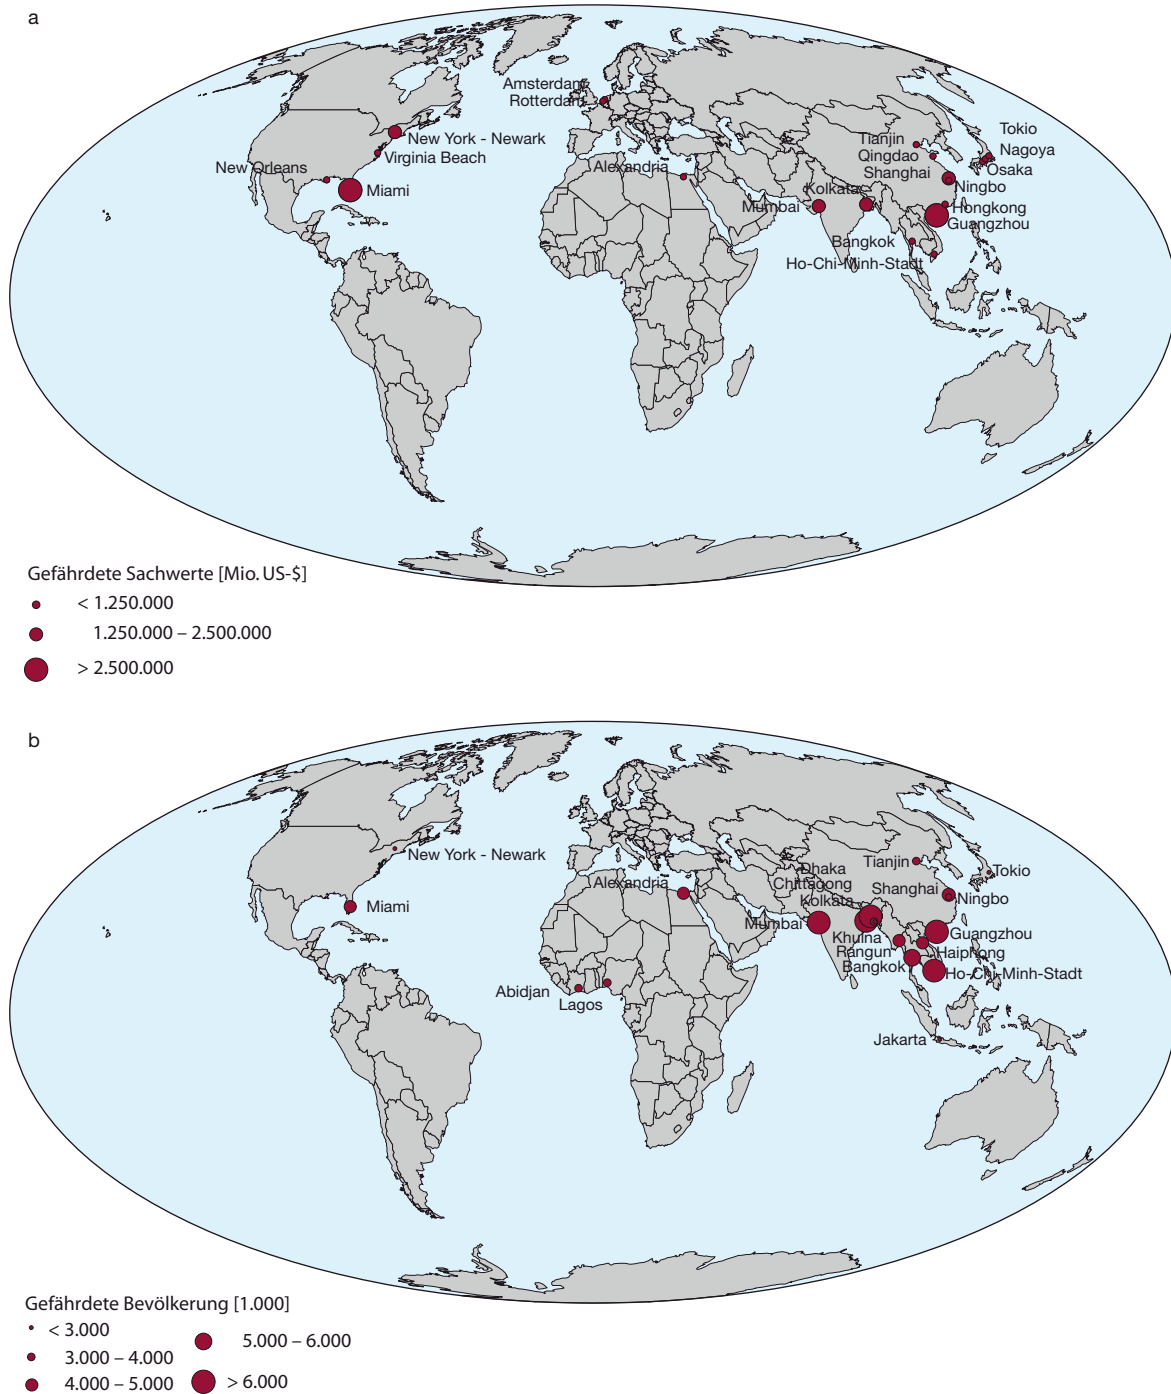 a
Amsterdam
Rotterdam
New York - Newark
Virginia Beach
New Orleans
Miami
Alexandria
Tokio
Tianjin
Nagoya
Qingdao
Osaka
Shanghai
Ningbo
Kolkata
Mumbai
Hongkong
Guangzhou
Bangkok
Ho-Chi-Minh-Stadt
Gefährdete Sachwerte [Mio. US-$]
< 1.250.000
1.250.000 – 2.500.000
> 2.500.000
b
New York - Newark
Miami
Alexandria
Abidjan
Lagos
Tianjin
Tokio
Dhaka
Chittagong
Shanghai
Ningbo
Kolkata
Mumbai
Guangzhou
Khulna
Haiphong
Rangun
Bangkok
Ho-Chi-Minh-Stadt
Jakarta
Gefährdete Bevölkerung [1.000]
< 3.000
3.000 – 4.000
4.000 – 5.000
5.000 – 6.000
> 6.000